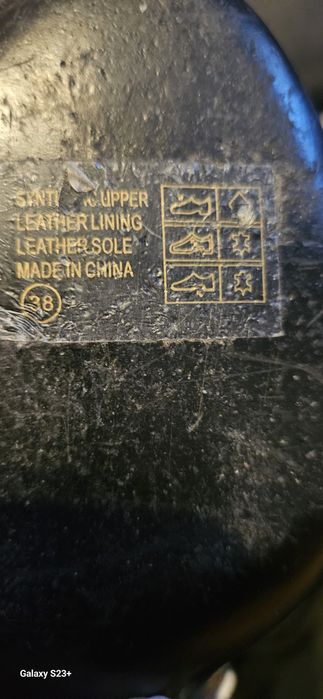 UPPER
LEATHER LINING
LEATHER SOLE
MADE IN CHINA
38
Galaxy S23+